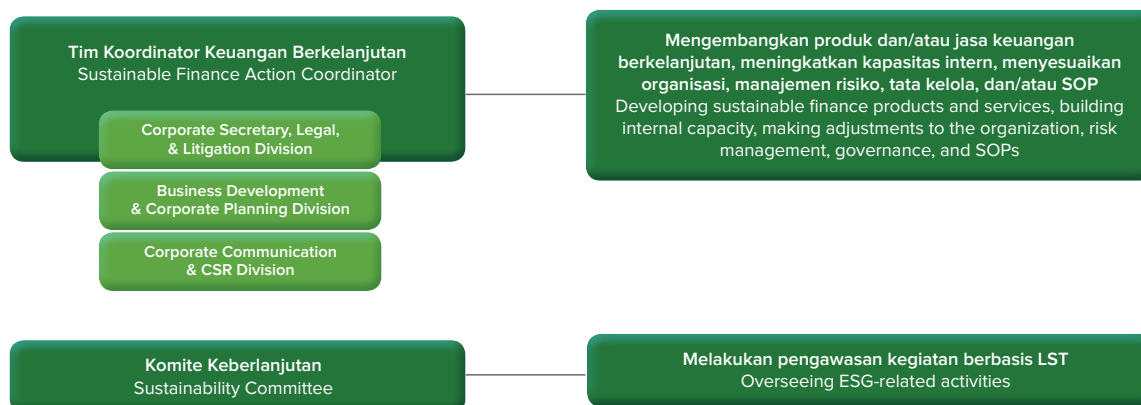 Tim Koordinator Keuangan Berkelanjutan
Sustainable Finance Action Coordinator
Corporate Secretary, Legal,
& Litigation Division
Business Development
& Corporate Planning Division
Corporate Communication
& CSR Division
Mengembangkan produk dan/atau jasa keuangan
berkelanjutan, meningkatkan kapasitas intern, menyesuaikan
organisasi, manajemen risiko, tata kelola, dan/atau SOP
Developing sustainable finance products and services, building
internal capacity, making adjustments to the organization, risk
management, governance, and SOPs
Komite Keberlanjutan
Sustainability Committee
Melakukan pengawasan kegiatan berbasis LST
Overseeing ESG-related activities